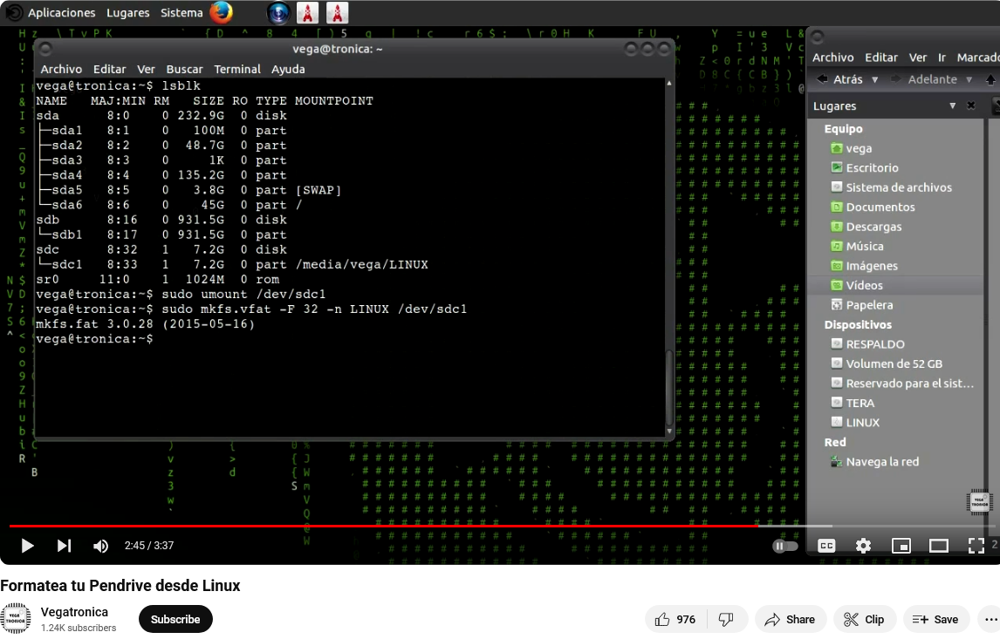 Aplicaciones Lugares Sistema
vega@tronica: ~
Archivo Editar Ver Buscar Terminal Ayuda
vega@tronica:~$ lsblk
NAME   MAJ:MIN RM   SIZE RO TYPE MOUNTPOINT
sda      8:0    0 232.9G  0 disk
├─sda1   8:1    0   100M  0 part
├─sda2   8:2    0  48.7G  0 part
├─sda3   8:3    0     1K  0 part
├─sda4   8:4    0 135.2G  0 part
├─sda5   8:5    0   3.8G  0 part [SWAP]
└─sda6   8:6    0    45G  0 part /
sdb      8:16   0 931.5G  0 disk
└─sdb1   8:17   0 931.5G  0 part
sdc      8:32   1   7.2G  0 disk
└─sdc1   8:33   1   7.2G  0 part /media/vega/LINUX
sr0     11:0    1  1024M  0 rom
vega@tronica:~$ sudo umount /dev/sdc1
vega@tronica:~$ sudo mkfs.vfat -F 32 -n LINUX /dev/sdc1
mkfs.fat 3.0.28 (2015-05-16)
vega@tronica:~$
Archivo Editar Ver Ir
Atrás Adelante
Lugares
Equipo
vega
Escritorio
Sistema de archivos
Documentos
Descargas
Música
Imágenes
Vídeos
Papelera
Dispositivos
RESPALDO
Volumen de 52 GB
Reservado para el sist...
TERA
LINUX
Red
Navega la red
VEGA
TRONICA
2:45 / 3:37
CC
Formatea tu Pendrive desde Linux
VEGA
TRONICA
Vegatronica
1.24K subscribers
Subscribe
976
Share
Clip
Save